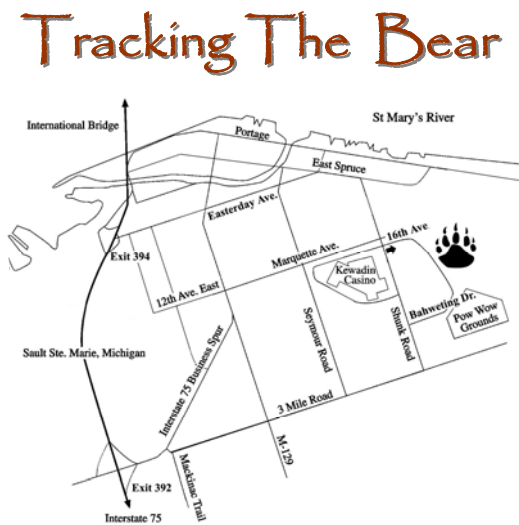 Tracking The Bear
International Bridge
St Mary's River
Portage
East Spruce
Easterday Ave.
16th Ave
Marquette Ave.
Exit 394
Kewadin
Casino
12th Ave. East
Bahweting Dr.
Pow Wow
Grounds
Seymour Road
Shunk Road
Sault Ste. Marie, Michigan
Interstate 75 Business Spur
3 Mile Road
M-129
Mackinac Trail
Exit 392
Interstate 75